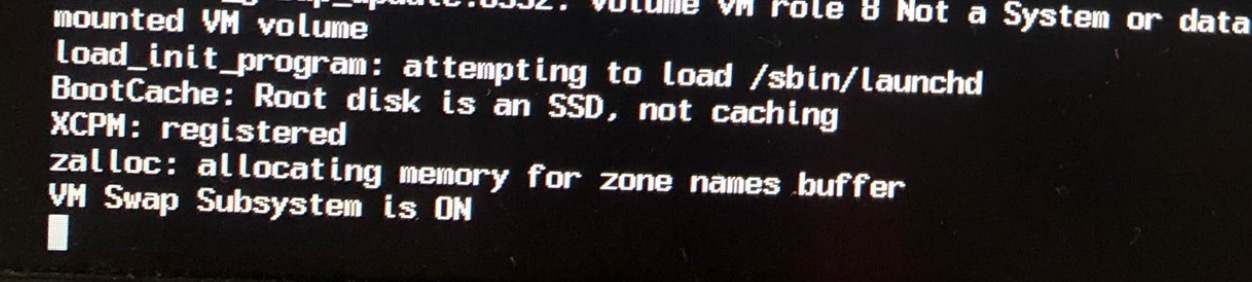 Volume VM role 8 Not a System or data
mounted VM volume
load_init_program: attempting to load /sbin/launchd
BootCache: Root disk is an SSD, not caching
XCPM: registered
zalloc: allocating memory for zone names buffer
VM Swap Subsystem is ON